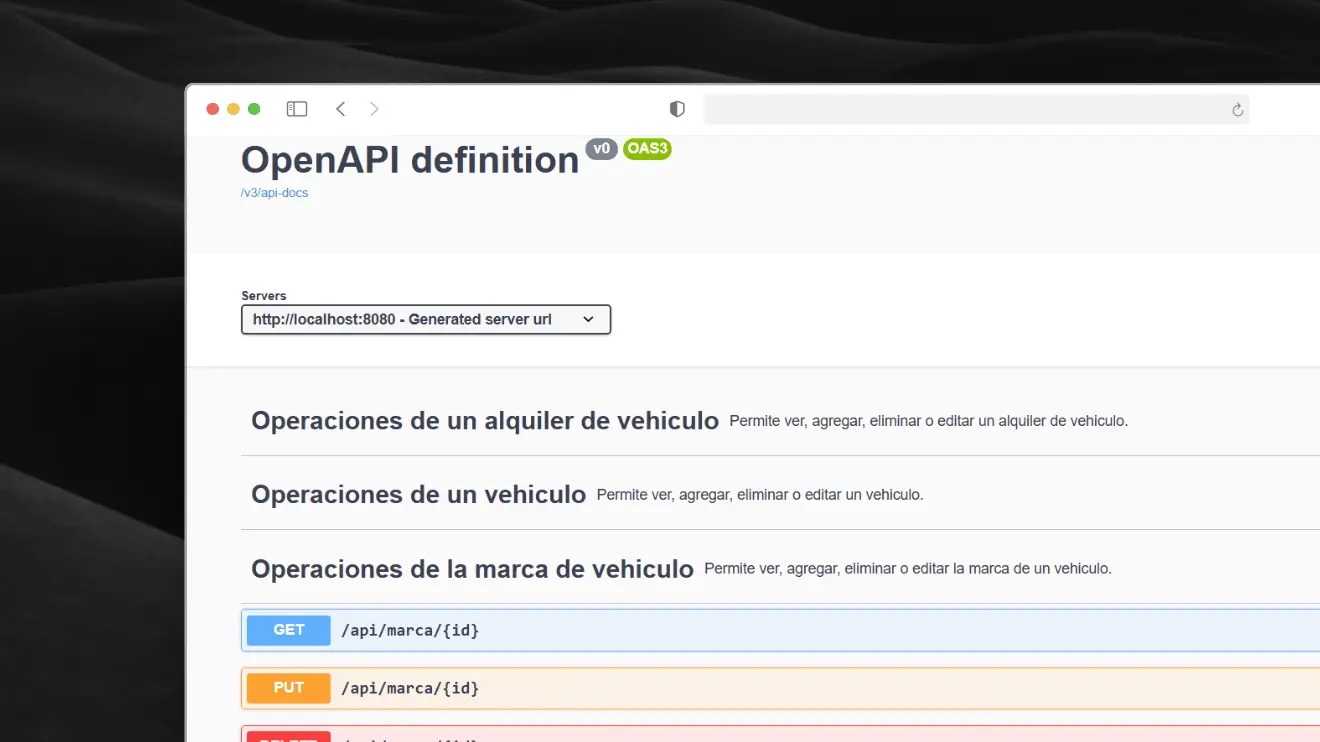 OpenAPI definition v0 OAS3
/v3/api-docs
Servers
http://localhost:8080 - Generated server url
Operaciones de un alquiler de vehiculo Permite ver, agregar, eliminar o editar un alquiler de vehiculo.
Operaciones de un vehiculo Permite ver, agregar, eliminar o editar un vehiculo.
Operaciones de la marca de vehiculo Permite ver, agregar, eliminar o editar la marca de un vehiculo.
GET /api/marca/{id}
PUT /api/marca/{id}